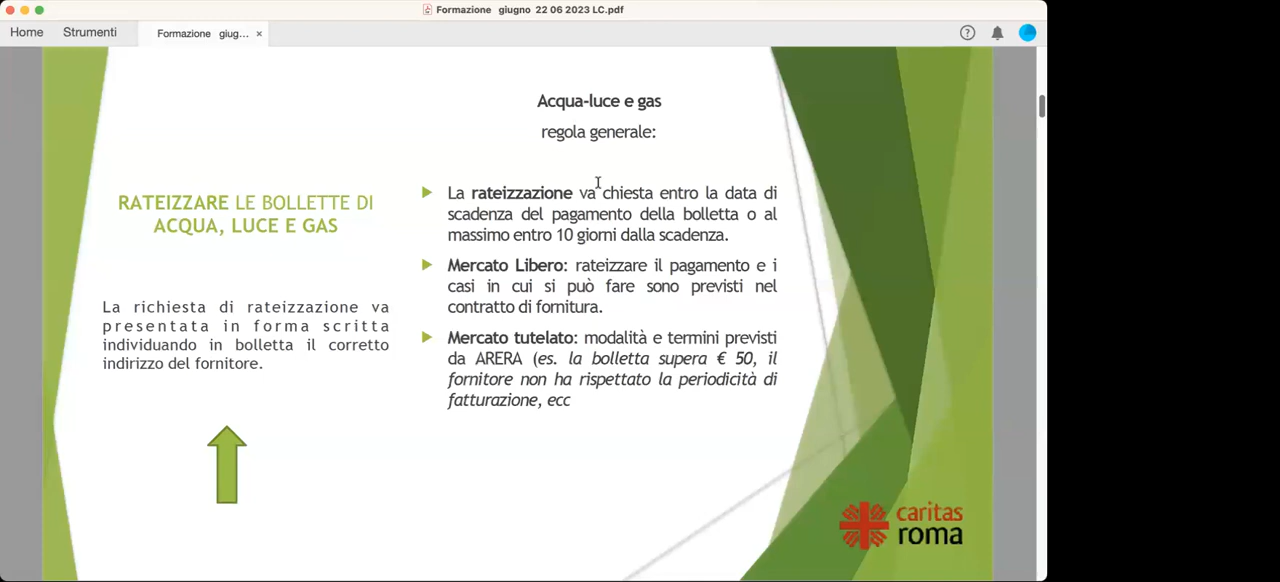 Formazione giugno 22 06 2023 LC.pdf
Home
Strumenti
Formazione giug... ×
Acqua-luce e gas
regola generale:
RATEIZZARE LE BOLLETTE DI
ACQUA, LUCE E GAS
La richiesta di rateizzazione va
presentata in forma scritta
individuando in bolletta il corretto
indirizzo del fornitore.
La rateizzazione va chiesta entro la data di
scadenza del pagamento della bolletta o al
massimo entro 10 giorni dalla scadenza.
Mercato Libero: rateizzare il pagamento e i
casi in cui si può fare sono previsti nel
contratto di fornitura.
Mercato tutelato: modalità e termini previsti
da ARERA (es. la bolletta supera € 50, il
fornitore non ha rispettato la periodicità di
fatturazione, ecc
caritas
roma